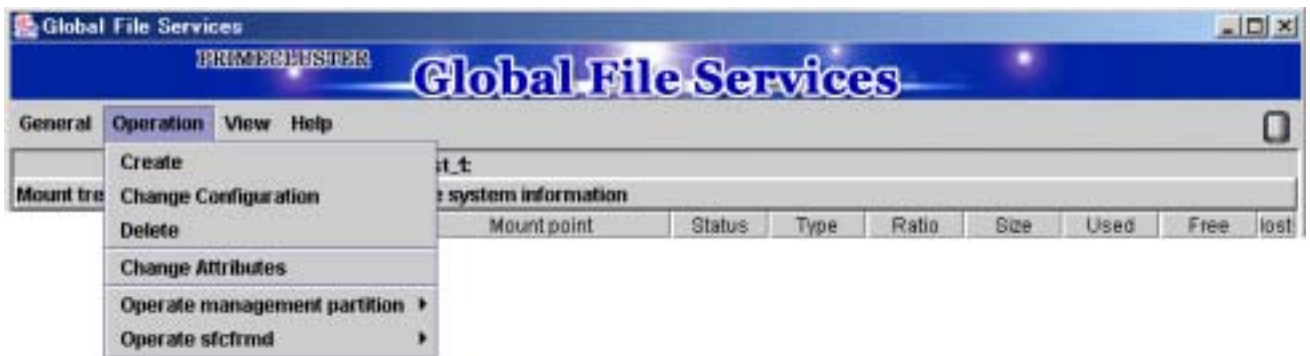 Global File Services
PRIMECLUSTER
Global File Services
General Operation View Help
Create
st_t:
Mount tre
Change Configuration
e system information
Delete
Mount point Status Type Ratio Size Used Free lost
Change Attributes
Operate management partition
Operate sfcfrmd